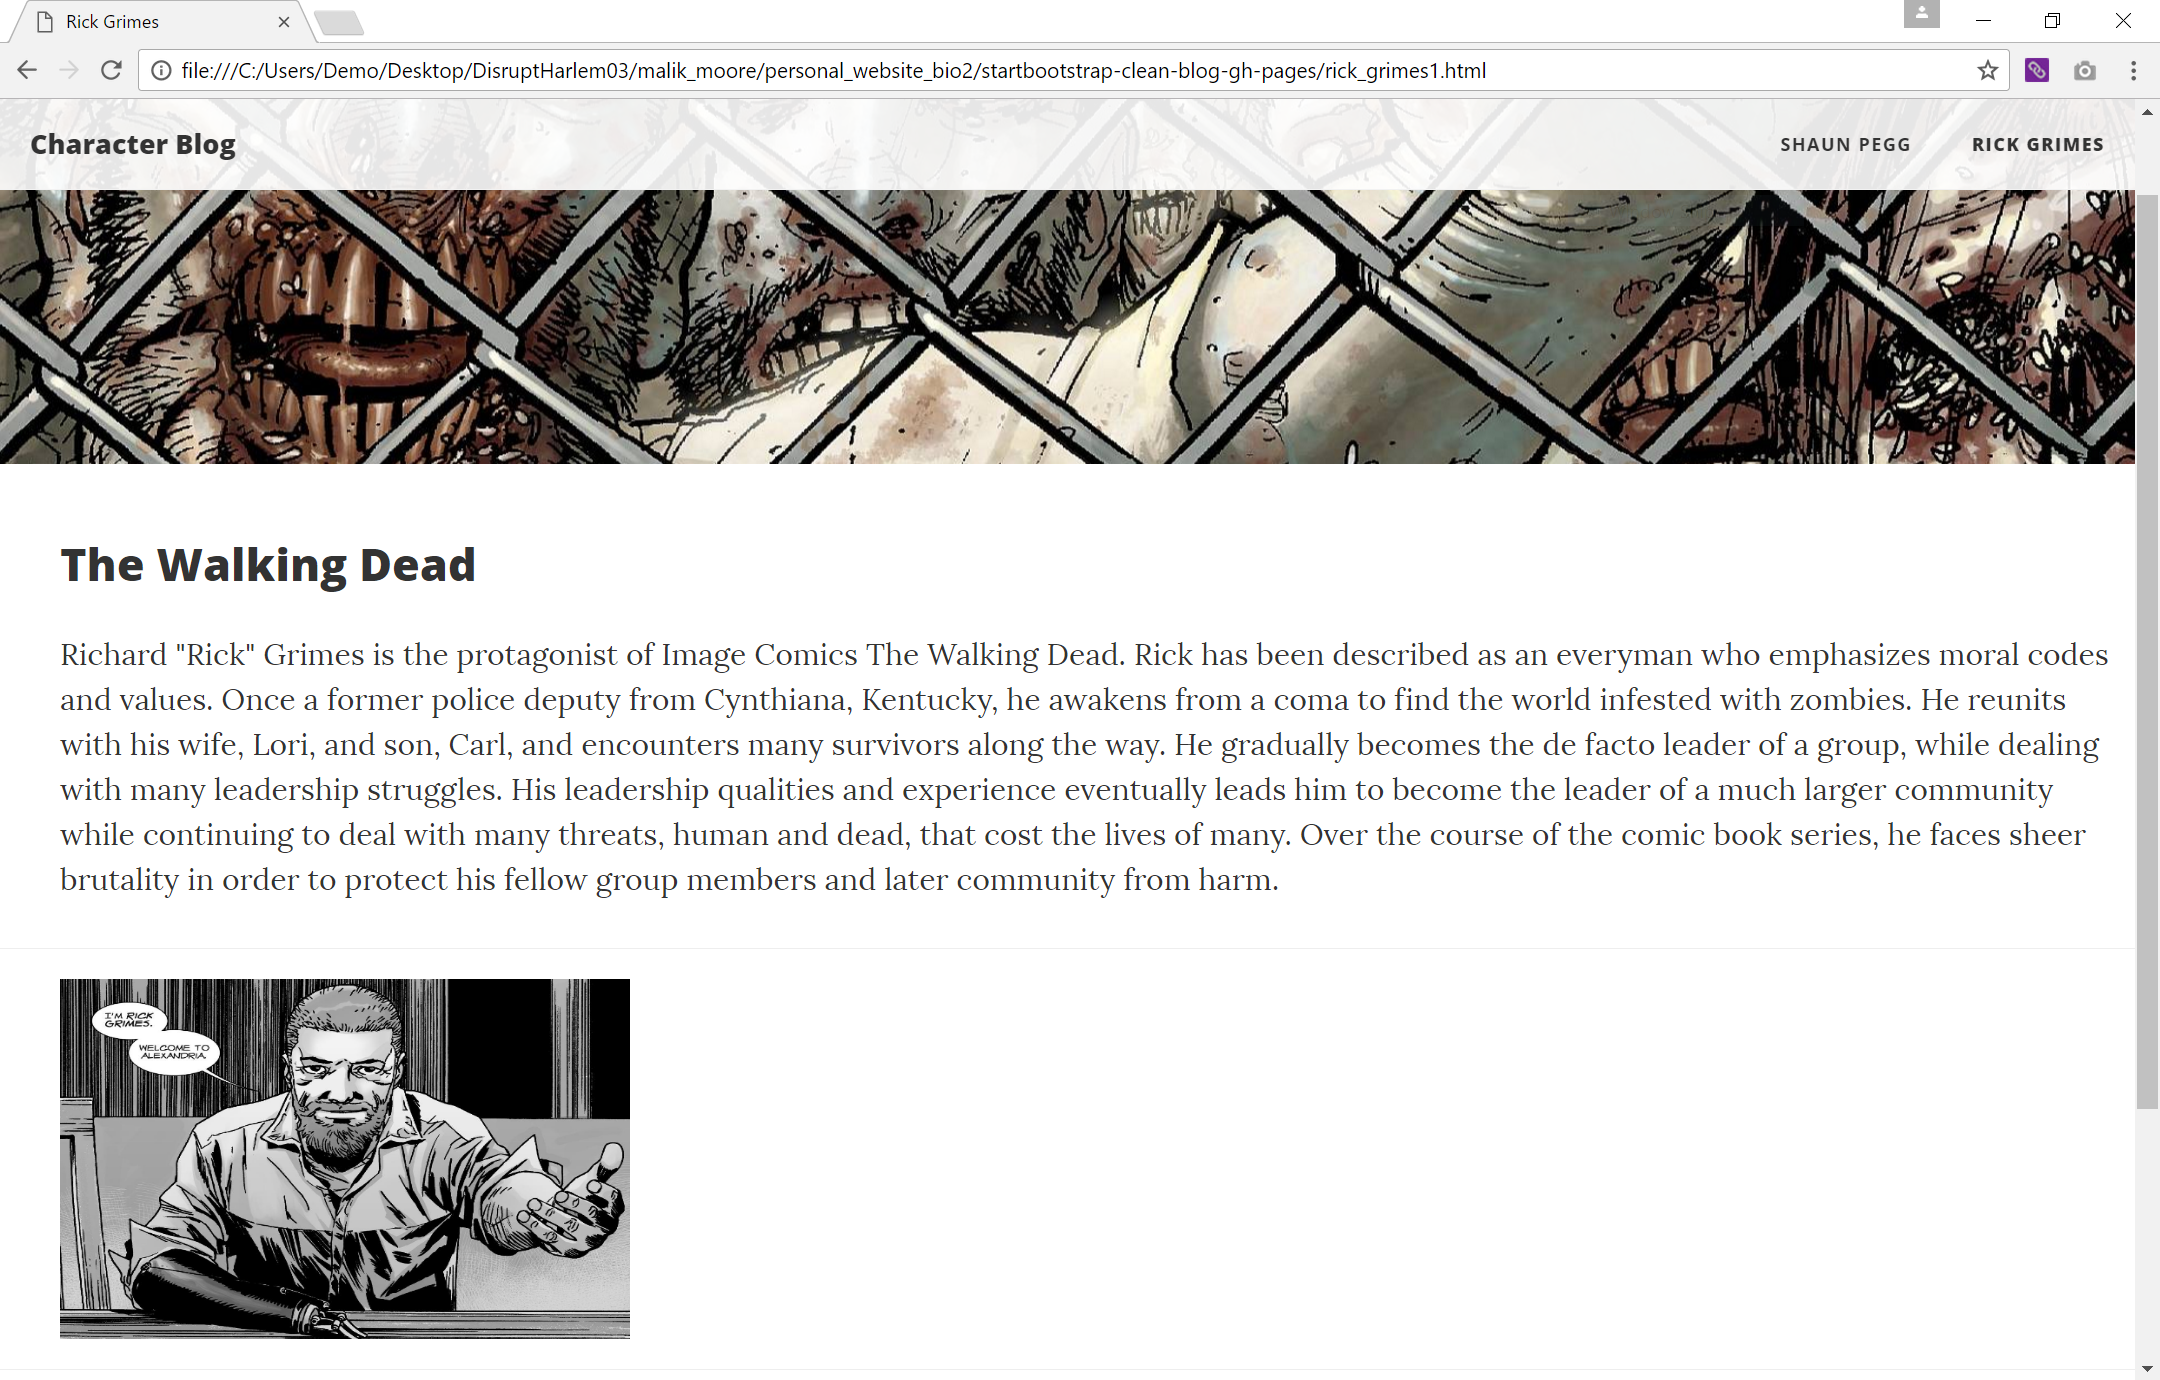 Rick Grimes
file:///C:/Users/Demo/Desktop/DisruptHarlem03/malik_moore/personal_website_bio2/startbootstrap-clean-blog-gh-pages/rick_grimes1.html
Character Blog
SHAUN PEGG
RICK GRIMES
The Walking Dead
Richard "Rick" Grimes is the protagonist of Image Comics The Walking Dead. Rick has been described as an everyman who emphasizes moral codes
and values. Once a former police deputy from Cynthiana, Kentucky, he awakens from a coma to find the world infested with zombies. He reunits
with his wife, Lori, and son, Carl, and encounters many survivors along the way. He gradually becomes the de facto leader of a group, while dealing
with many leadership struggles. His leadership qualities and experience eventually leads him to become the leader of a much larger community
while continuing to deal with many threats, human and dead, that cost the lives of many. Over the course of the comic book series, he faces sheer
brutality in order to protect his fellow group members and later community from harm.
I'M RICK
GRIMES.
WELCOME TO
ALEXANDRIA.